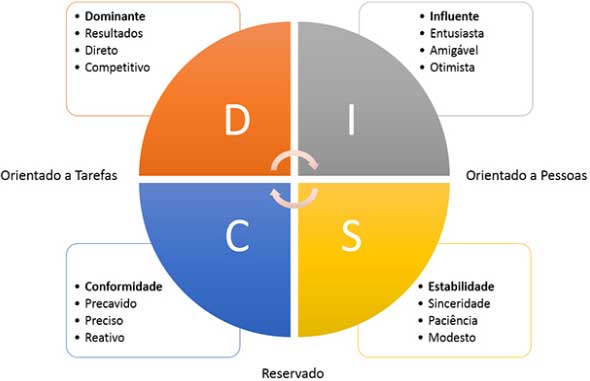 • Dominante
• Resultados
• Direto
• Competitivo
• Influente
• Entusiasta
• Amigável
• Otimista
D
I
Orientado a Tarefas
Orientado a Pessoas
C
S
• Conformidade
• Precavido
• Preciso
• Reativo
• Estabilidade
• Sinceridade
• Paciência
• Modesto
Reservado